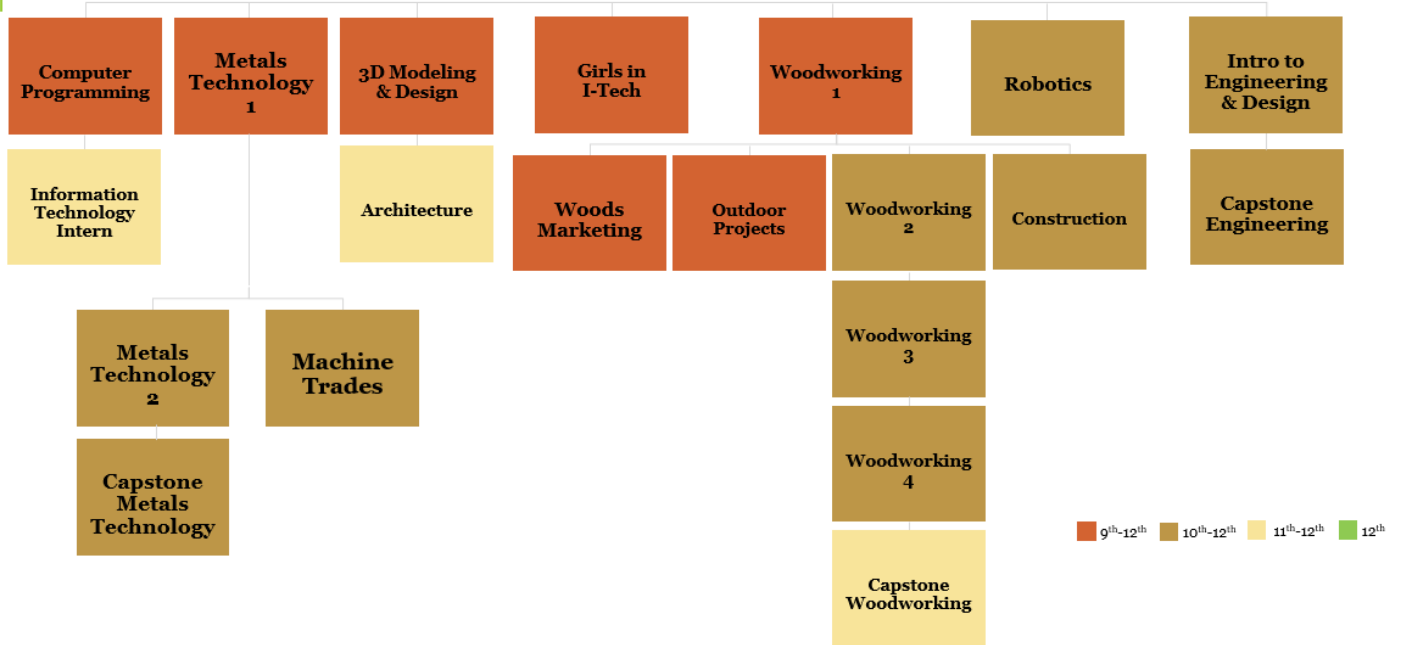 Computer
Programming
Metals
Technology
1
3D Modeling
& Design
Girls in
I-Tech
Woodworking
1
Robotics
Intro to
Engineering
& Design
Information
Technology
Intern
Architecture
Woods
Marketing
Outdoor
Projects
Woodworking
2
Construction
Capstone
Engineering
Metals
Technology
2
Machine
Trades
Woodworking
3
Capstone
Metals
Technology
Woodworking
4
9th-12th
10th-12th
11th-12th
12th
Capstone
Woodworking